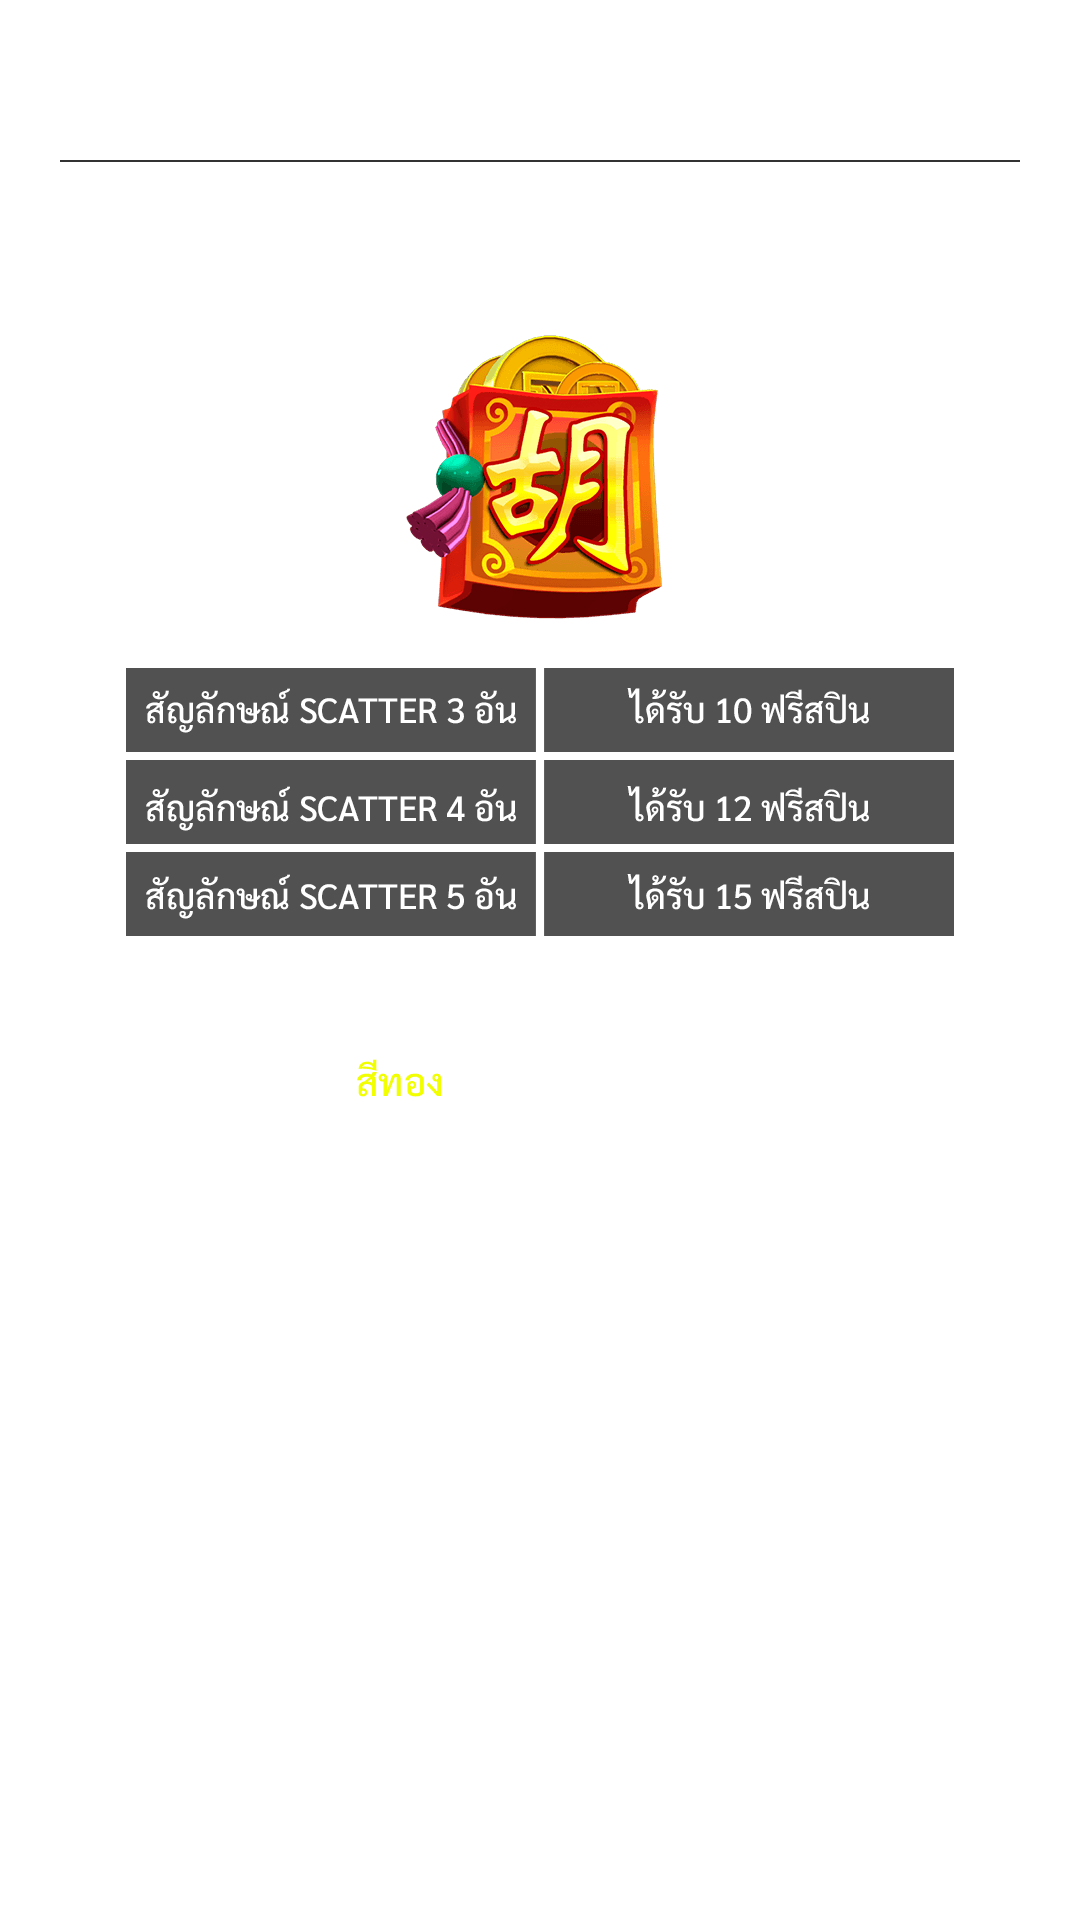 胡
สัญลักษณ์ SCATTER 3 อัน ได้รับ 10 ฟรีสปิน
สัญลักษณ์ SCATTER 4 อัน ได้รับ 12 ฟรีสปิน
สัญลักษณ์ SCATTER 5 อัน ได้รับ 15 ฟรีสปิน
สีทอง